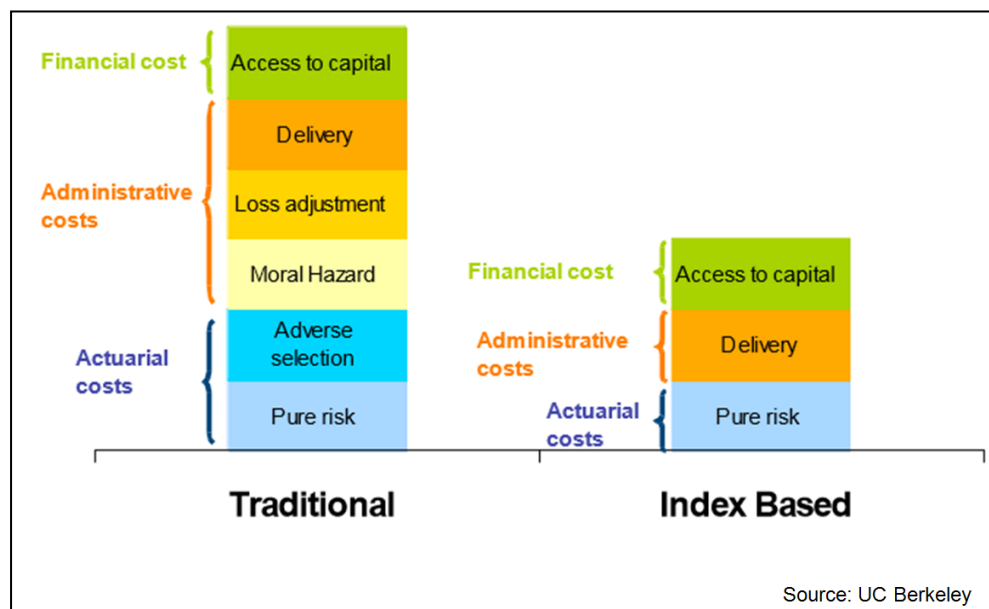 Financial cost
Access to capital
Delivery
Administrative
costs
Loss adjustment
Moral Hazard
Actuarial
costs
Adverse
selection
Pure risk
Traditional
Financial cost
Access to capital
Administrative
costs
Delivery
Actuarial
costs
Pure risk
Index Based
Source: UC Berkeley